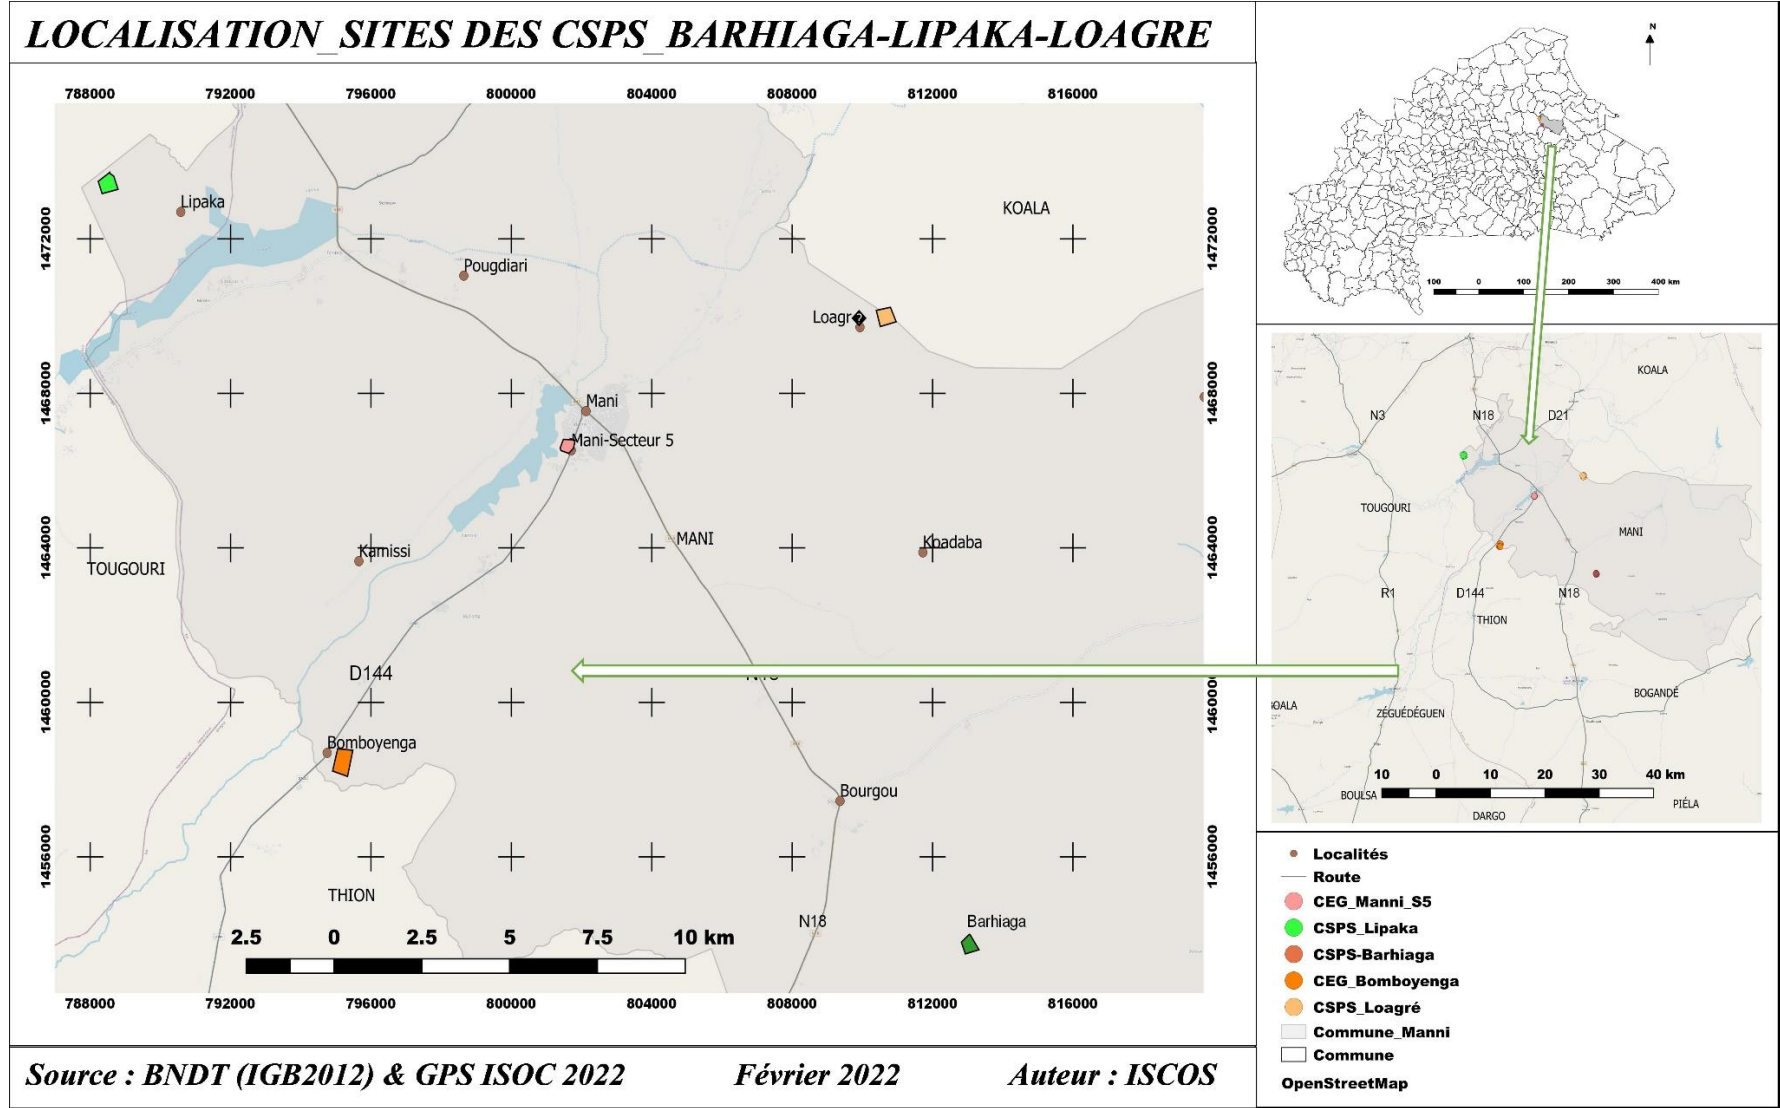 LOCALISATION_SITES DES CSPS_BARHIAGA-LIPAKA-LOAGRE
788000 792000 796000 800000 804000 808000 812000 816000
Lipaka
KOALA
1472000
1472000
Pougdiari
Loagr�
1468000
1468000
Mani
Mani-Secteur 5
1464000
1464000
MANI
Kamissi
Koadaba
TOUGOURI
D144
1460000
1460000
Bomboyenga
Bourgou
1456000
1456000
THION
N18
Barhiaga
2.5 0 2.5 5 7.5 10 km
788000 792000 796000 800000 804000 808000 812000 816000
Source : BNDT (IGB2012) & GPS ISOC 2022 Février 2022 Auteur : ISCOS
N
100 0 100 200 300 400 km
KOALA
N3 N18 D21
TOUGOURI
MANI
R1 D144 N18
THION
BOGANDÉ
ZÉGUÉDÉGUEN
10 0 10 20 30 40 km
BOULSA
PIÉLA
DARGO
Localités
Route
CEG_Manni_S5
CSPS_Lipaka
CSPS-Barhiaga
CEG_Bomboyenga
CSPS_Loagré
Commune_Manni
Commune
OpenStreetMap